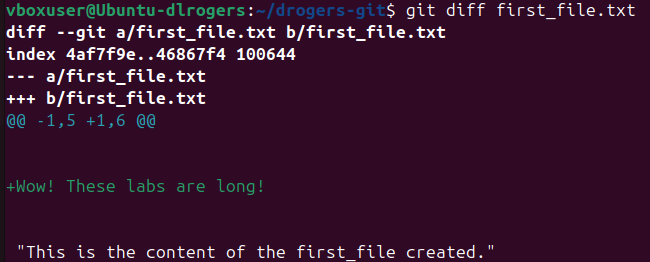 vboxuser@Ubuntu-dlrogers:~/drogers-git$ git diff first_file.txt
diff --git a/first_file.txt b/first_file.txt
index 4af7f9e..46867f4 100644
--- a/first_file.txt
+++ b/first_file.txt
@@ -1,5 +1,6 @@
+Wow! These labs are long!
"This is the content of the first_file created."